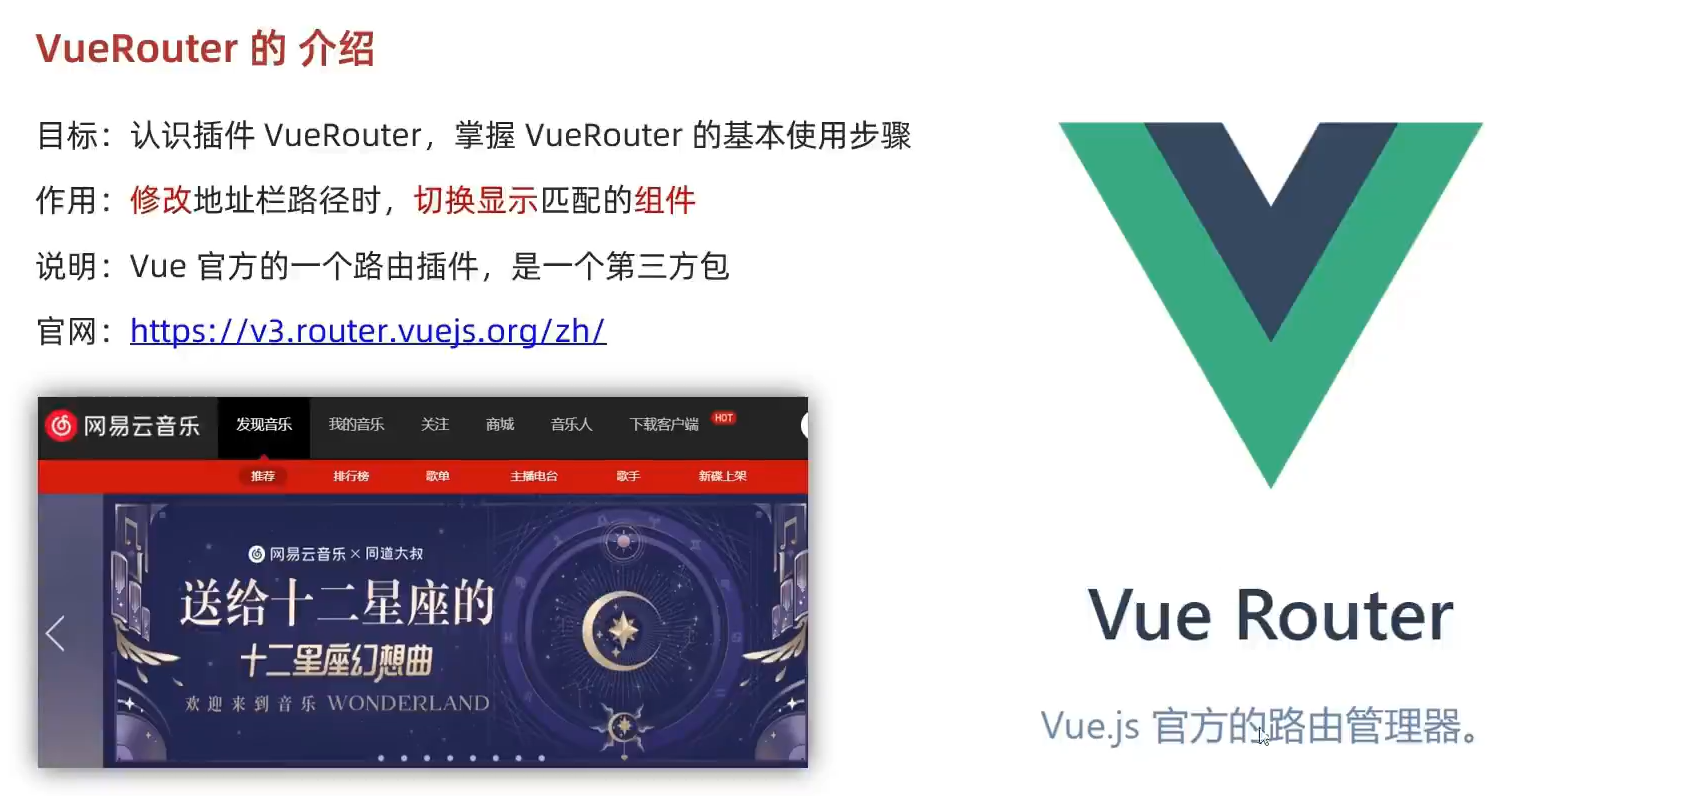 VueRouter 的 介绍
目标：认识插件 VueRouter，掌握 VueRouter 的基本使用步骤
作用：修改地址栏路径时，切换显示匹配的组件
说明：Vue 官方的一个路由插件，是一个第三方包
官网：https://v3.router.vuejs.org/zh/
网易云音乐 发现音乐 我的音乐 关注 商城 音乐人 下载客户端 HOT
推荐 排行榜 歌单 主播电台 歌手 新碟上架
网易云音乐×同道大叔
送给十二星座的
十二星座幻想曲
欢迎来到音乐 WONDERLAND
Vue Router
Vue.js 官方的路由管理器。